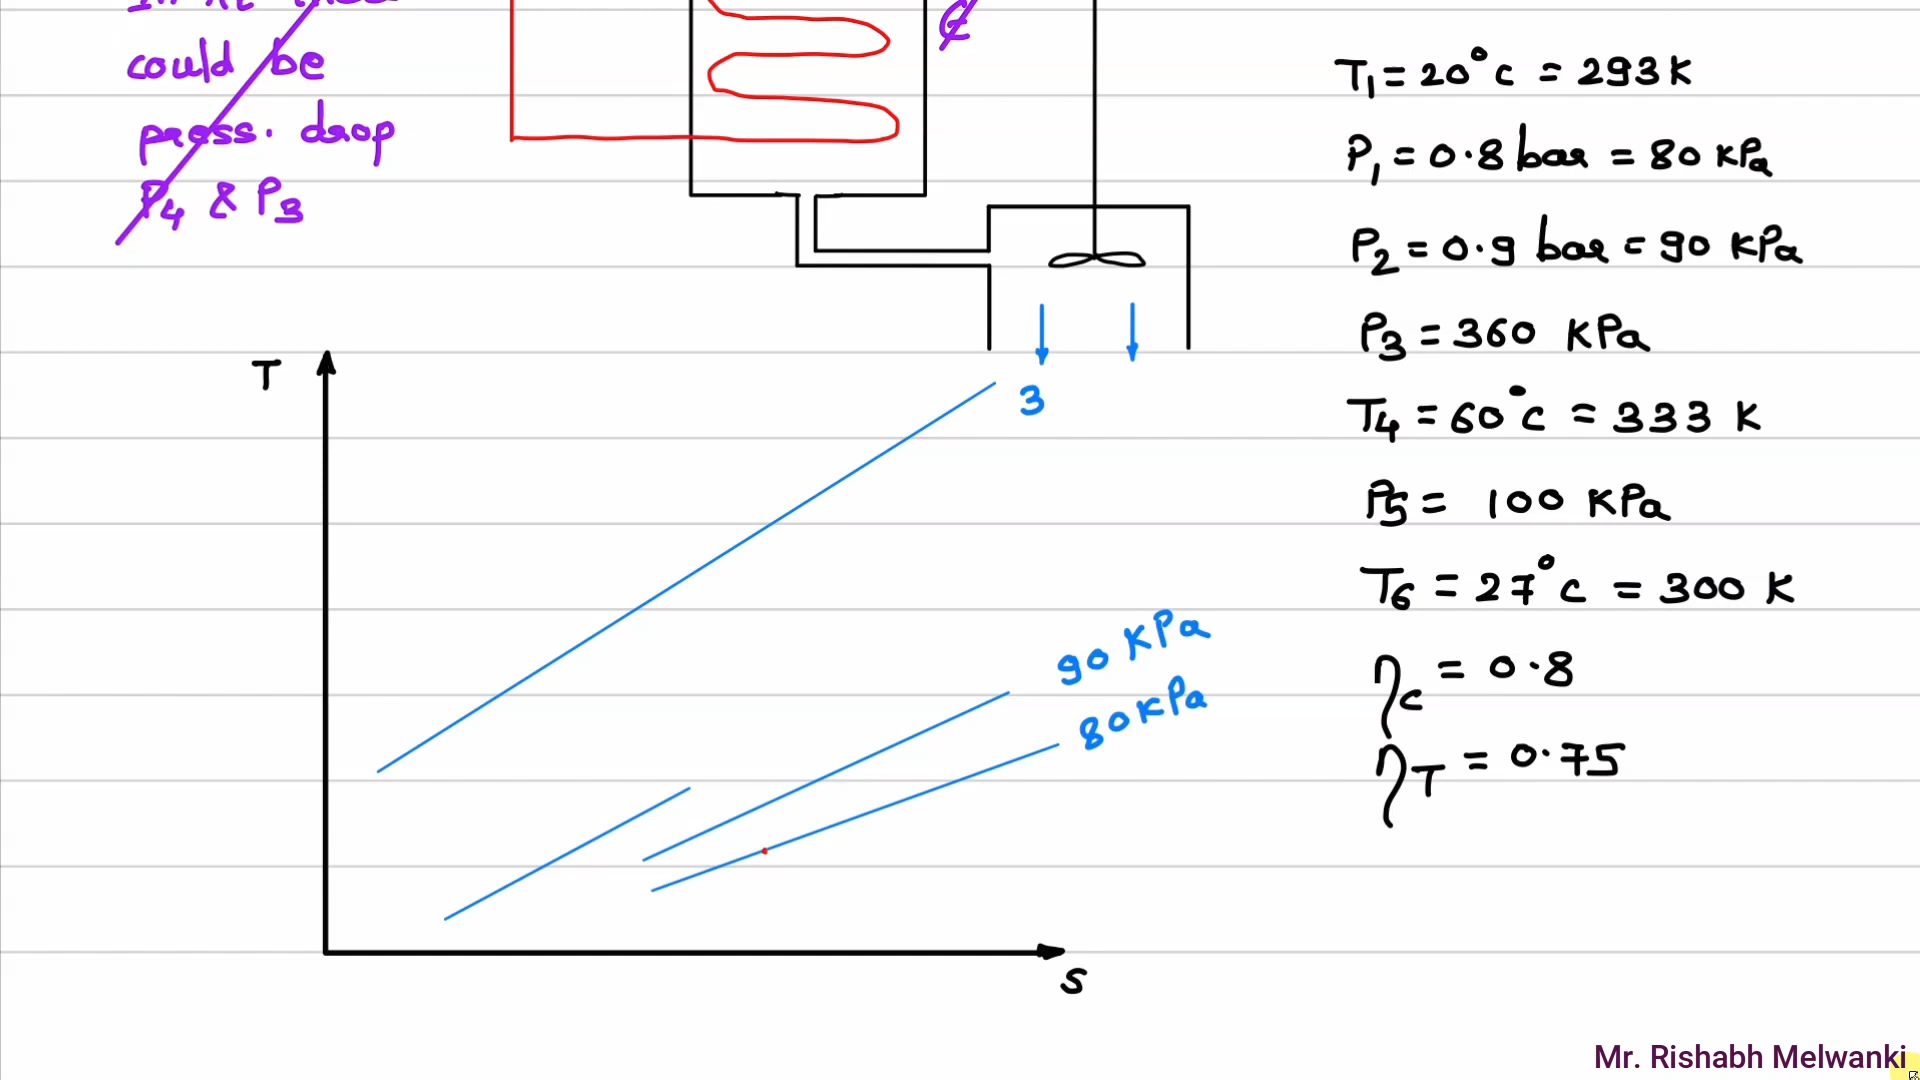 could be
press. drop
P4 & P3
¢
T1 = 20°C = 293 K
P1 = 0.8 bar = 80 KPa
P2 = 0.9 bar = 90 KPa
P3 = 360 KPa
T4 = 60°C = 333 K
P5 = 100 KPa
T6 = 27°C = 300 K
ηc = 0.8
ηT = 0.75
T
3
90 KPa
80 KPa
S
Mr. Rishabh Melwanki